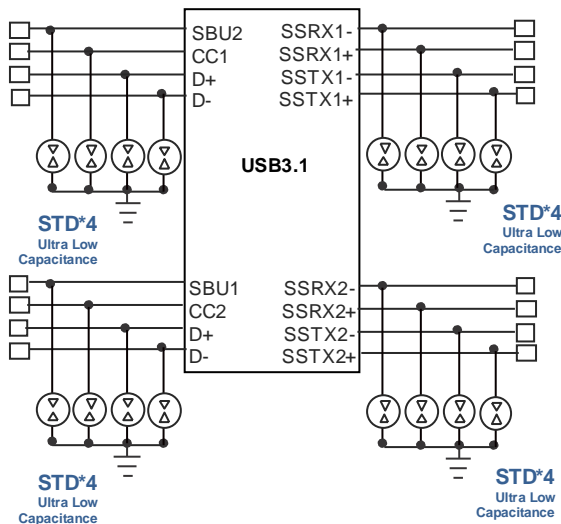 SBU2
CC1
D+
D-
SSRX1-
SSRX1+
SSTX1-
SSTX1+
USB3.1
STD*4
Ultra Low
Capacitance
STD*4
Ultra Low
Capacitance
SBU1
CC2
D+
D-
SSRX2-
SSRX2+
SSTX2-
SSTX2+
STD*4
Ultra Low
Capacitance
STD*4
Ultra Low
Capacitance